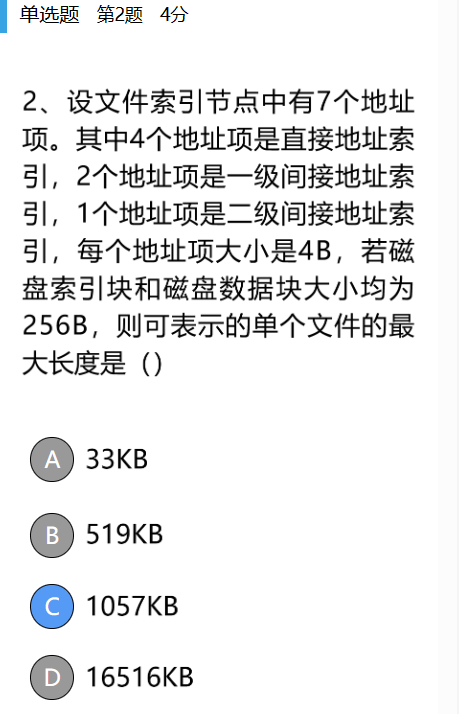 单选题 第2题 4分
2、设文件索引节点中有7个地址
项。其中4个地址项是直接地址索
引，2个地址项是一级间接地址索
引，1个地址项是二级间接地址索
引，每个地址项大小是4B，若磁
盘索引块和磁盘数据块大小均为
256B，则可表示的单个文件的最
大长度是（）
A 33KB
B 519KB
C 1057KB
D 16516KB